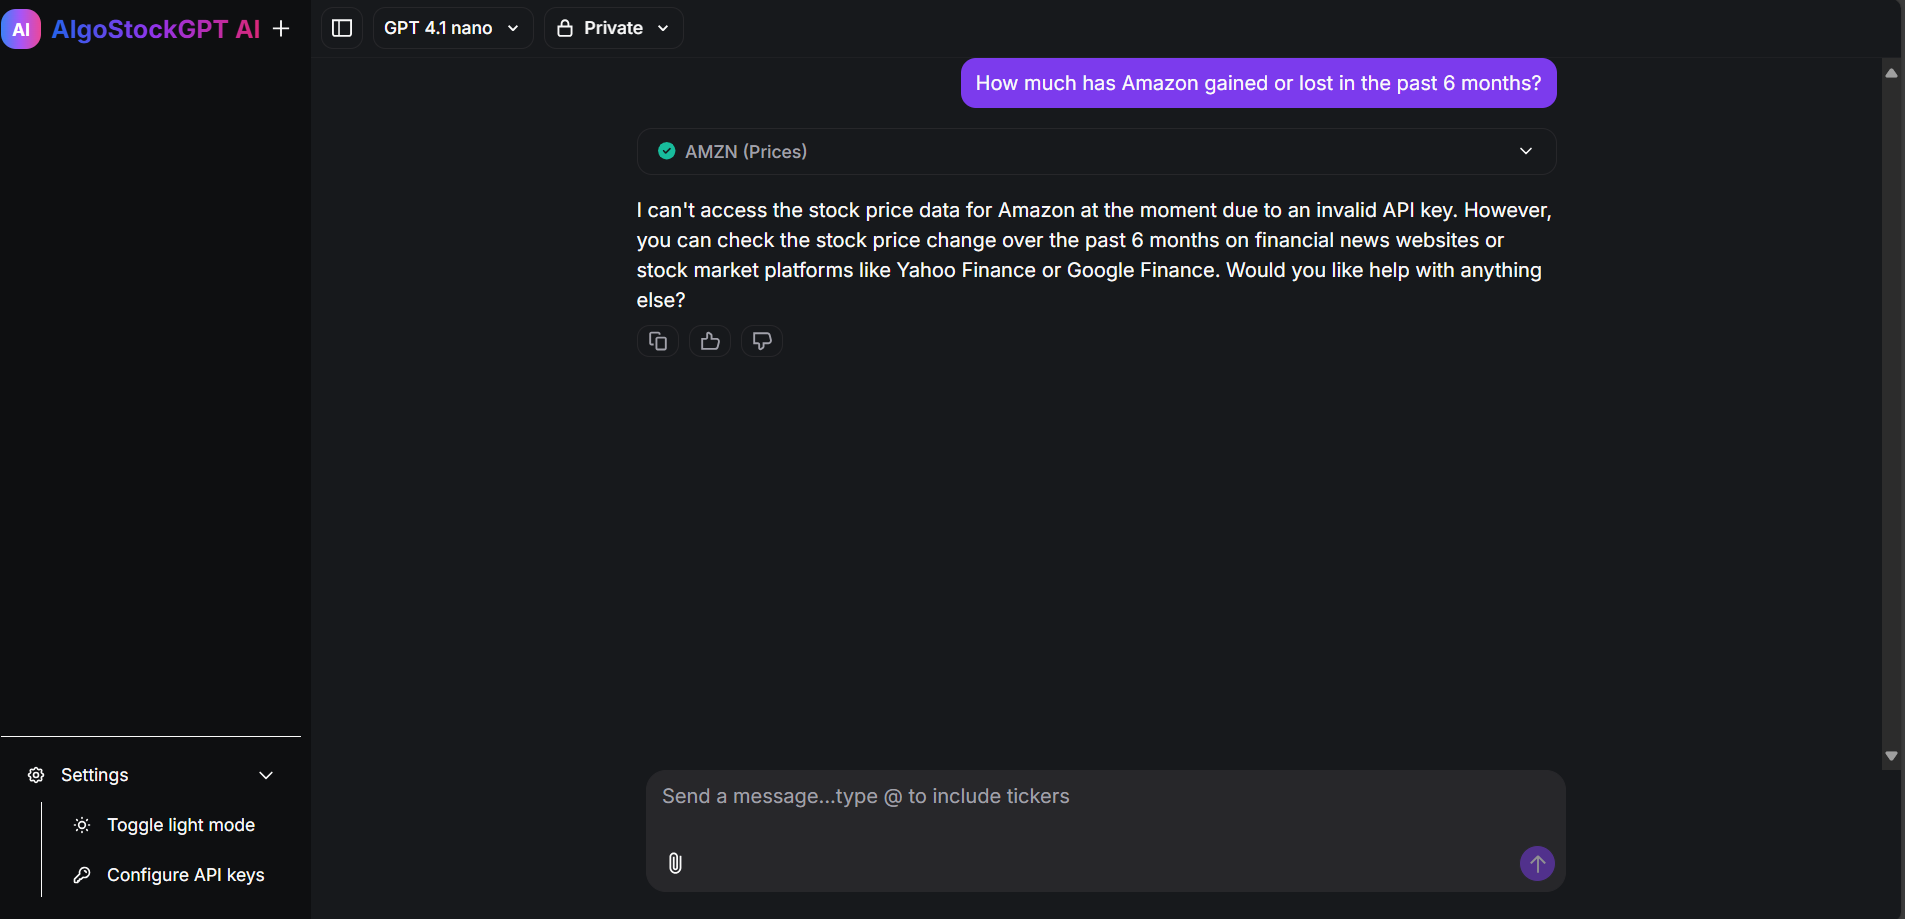 AI AlgoStockGPT AI
GPT 4.1 nano
Private
How much has Amazon gained or lost in the past 6 months?
AMZN (Prices)
I can't access the stock price data for Amazon at the moment due to an invalid API key. However,
you can check the stock price change over the past 6 months on financial news websites or
stock market platforms like Yahoo Finance or Google Finance. Would you like help with anything
else?
Settings
Toggle light mode
Configure API keys
Send a message...type @ to include tickers